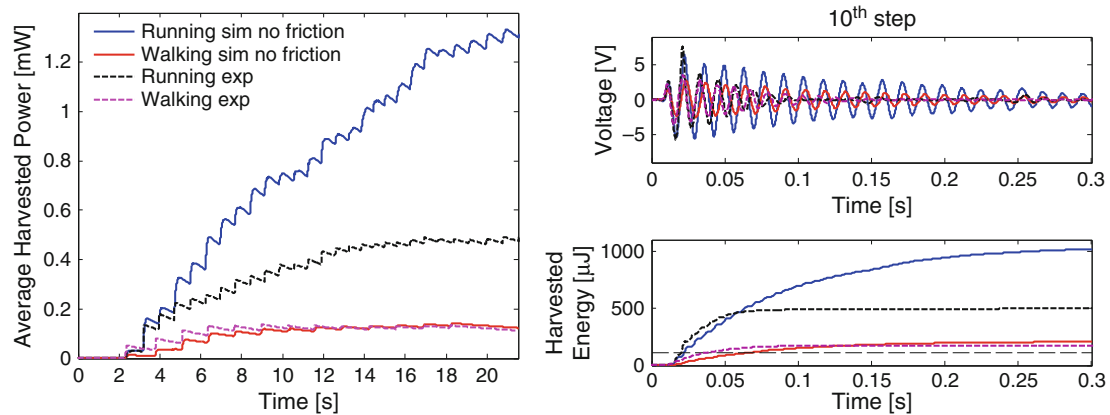 Average Harvested Power [mW]
1.2
1
0.8
0.6
0.4
0.2
0
Running sim no friction
Walking sim no friction
Running exp
Walking exp
0 2 4 6 8 10 12 14 16 18 20
Time [s]
10th step
Voltage [V]
5
0
−5
0 0.05 0.1 0.15 0.2 0.25 0.3
Time [s]
Harvested
Energy [µJ]
1000
500
0
0 0.05 0.1 0.15 0.2 0.25 0.3
Time [s]